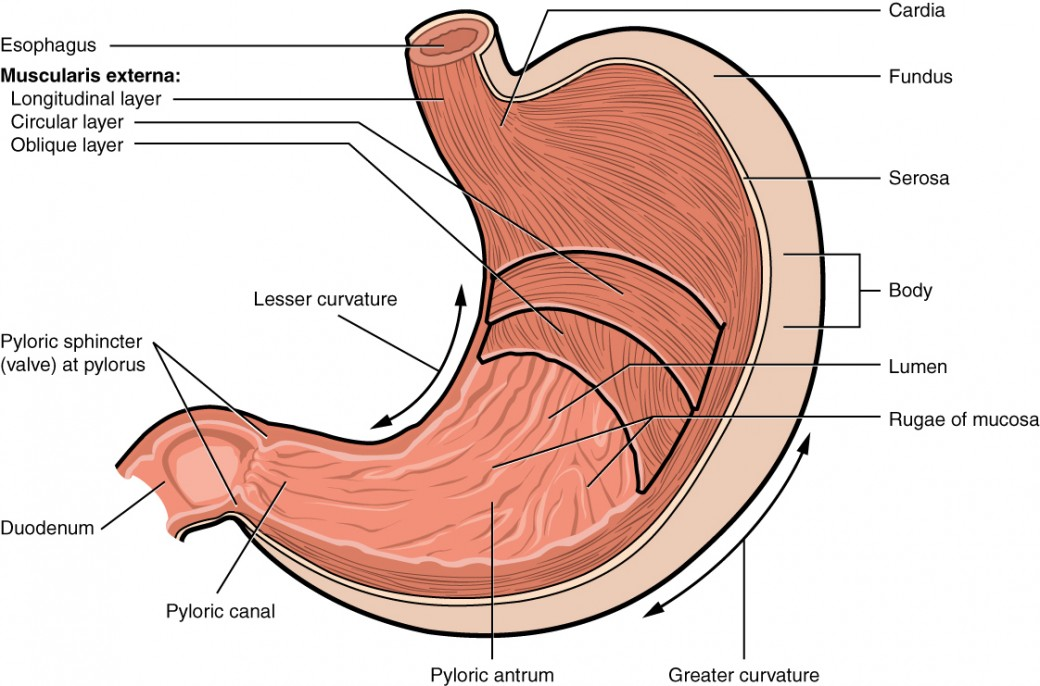 Cardia
Esophagus
Muscularis externa:
Longitudinal layer
Circular layer
Oblique layer
Fundus
Serosa
Body
Lesser curvature
Pyloric sphincter
(valve) at pylorus
Lumen
Rugae of mucosa
Duodenum
Pyloric canal
Pyloric antrum
Greater curvature